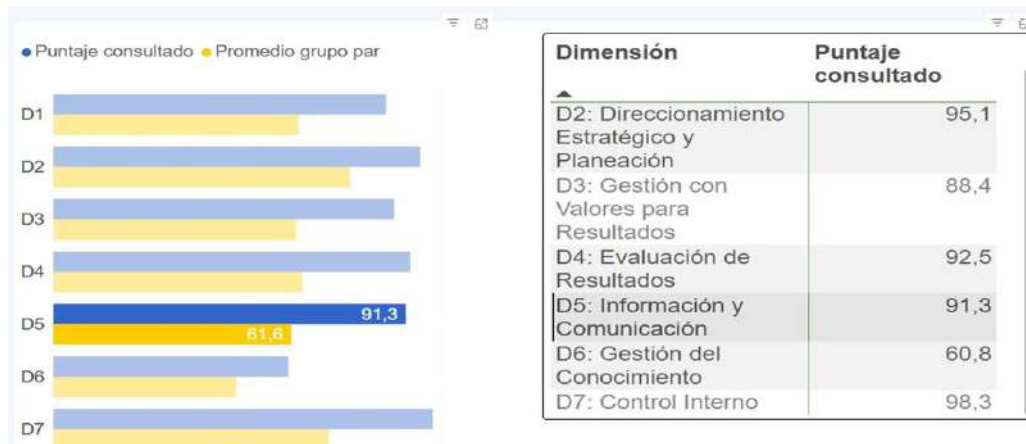 Puntaje consultado Promedio grupo par
D1
D2
D3
D4
D5 91,3
61,6
D6
D7
Dimensión Puntaje
consultado
D2: Direccionamiento 95,1
Estratégico y
Planeación
D3: Gestión con 88,4
Valores para
Resultados
D4: Evaluación de 92,5
Resultados
D5: Información y 91,3
Comunicación
D6: Gestión del 60,8
Conocimiento
D7: Control Interno 98,3